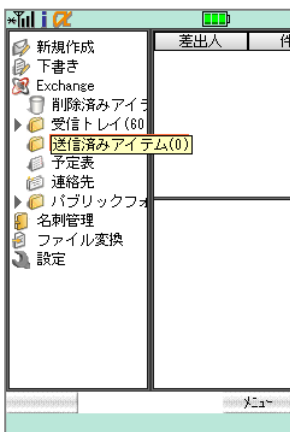 i α
差出人 件
新規作成
下書き
Exchange
削除済みアイテ
受信トレイ(60
送信済みアイテム(0)
予定表
連絡先
パブリックフォ
名刺管理
ファイル変換
設定
メニュー